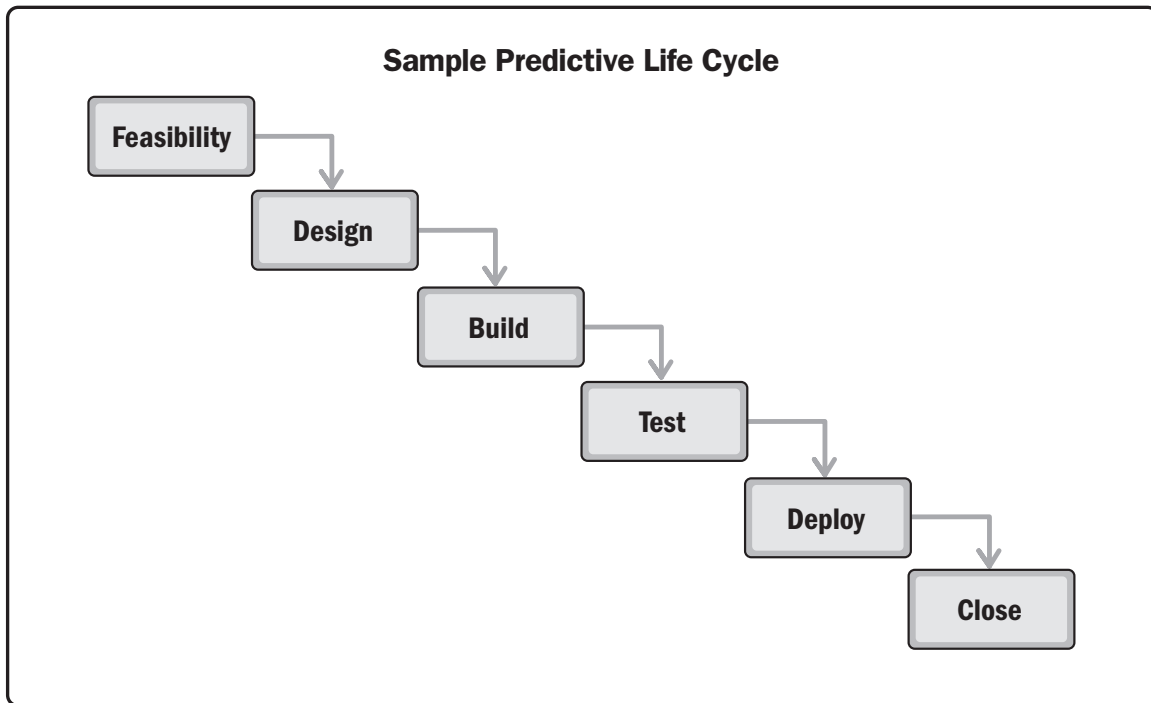 Sample Predictive Life Cycle
Feasibility
Design
Build
Test
Deploy
Close